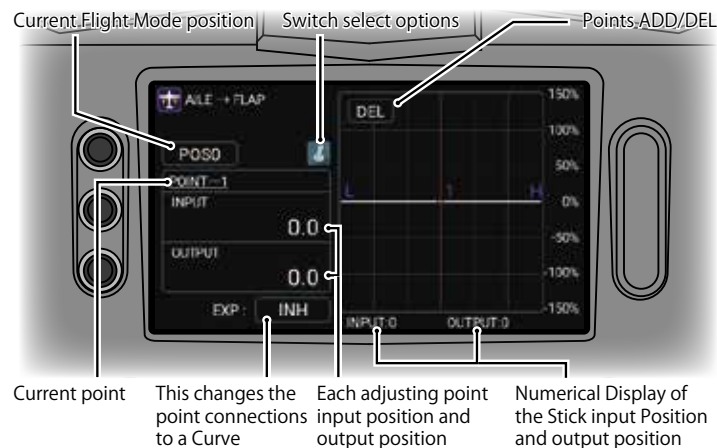 Current Flight Mode position
Switch select options
Points ADD/DEL
AILE → FLAP
POS0
POINT--1
INPUT
0.0
OUTPUT
0.0
EXP :
INH
DEL
150%
100%
50%
0%
-50%
-100%
-150%
L
1
H
INPUT:0
OUTPUT:0
Current point
This changes the
point connections
to a Curve
Each adjusting point
input position and
output position
Numerical Display of
the Stick input Position
and output position